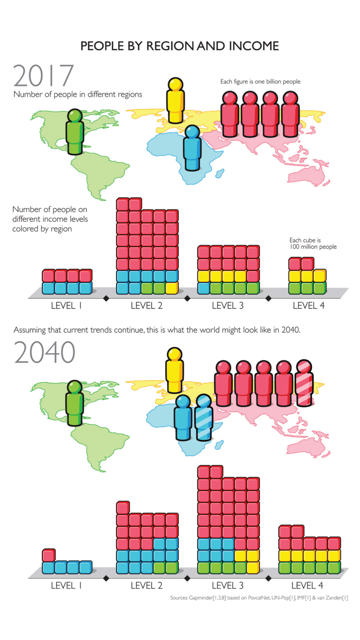 PEOPLE BY REGION AND INCOME
2017
Each figure is one billion people
Number of people in different regions
Number of people on
different income levels
colored by region
Each cube is
100 million people
LEVEL 1
LEVEL 2
LEVEL 3
LEVEL 4
Assuming that current trends continue, this is what the world might look like in 2040.
2040
LEVEL 1
LEVEL 2
LEVEL 3
LEVEL 4
Sources: Gapminder[1,3,8] based on PovcalNet, UN-Pop[1], IMF[1] & van Zanden[1]